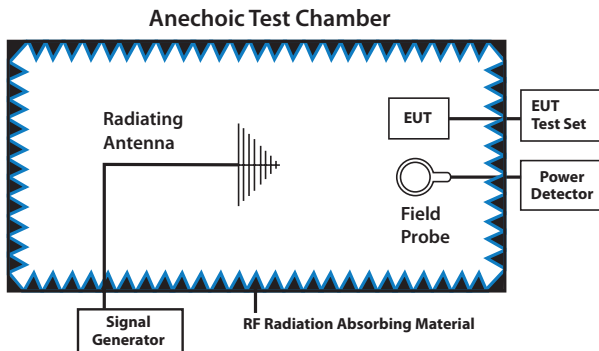 Anechoic Test Chamber
Radiating
Antenna
EUT
EUT
Test Set
Field
Probe
Power
Detector
Signal
Generator
RF Radiation Absorbing Material